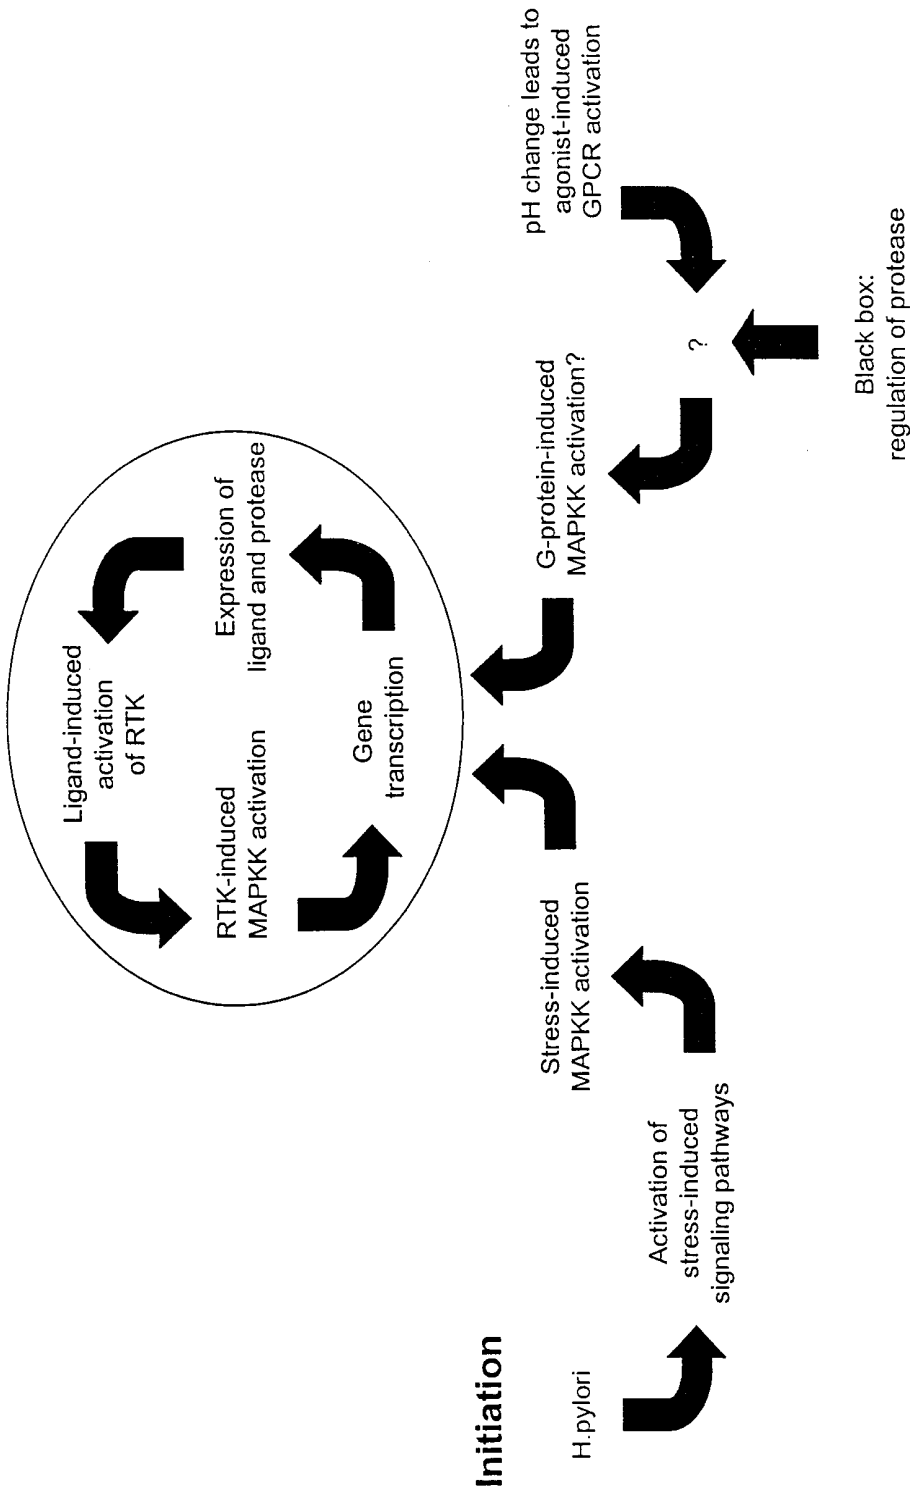 Ligand-induced
activation
of RTK
RTK-induced
MAPKK activation
Expression of
ligand and protease
Gene
transcription
Initiation
H.pylori
Activation of
stress-induced
signaling pathways
Stress-induced
MAPKK activation
G-protein-induced
MAPKK activation?
?
pH change leads to
agonist-induced
GPCR activation
Black box:
regulation of protease